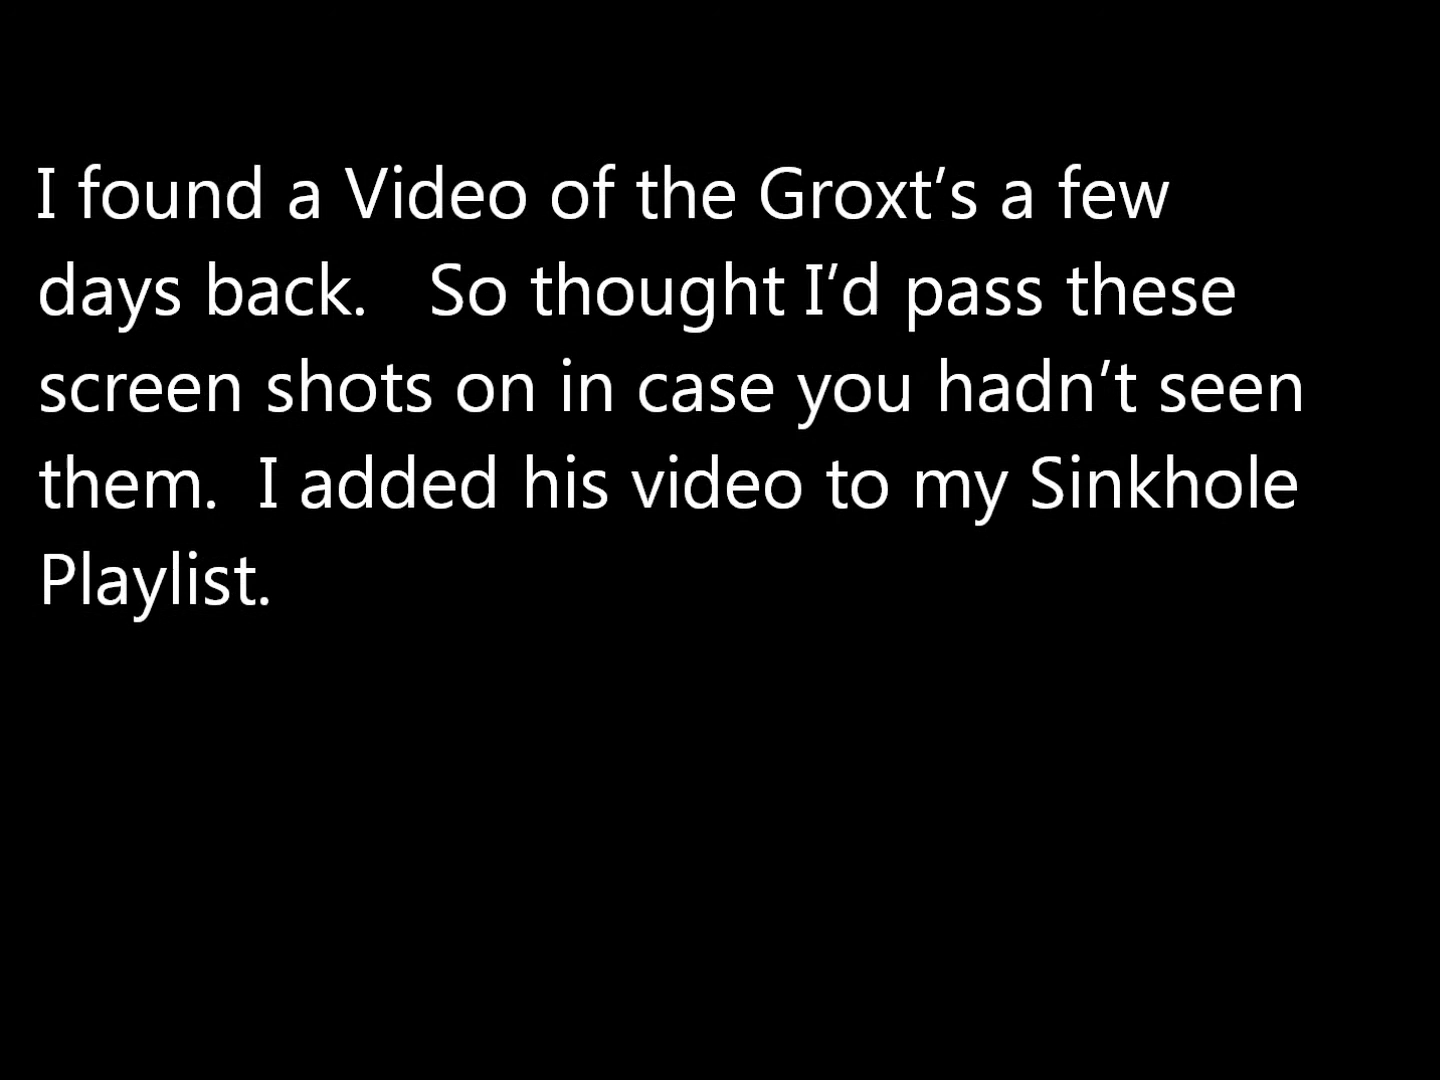 I found a Video of the Groxt’s a few
days back.   So thought I’d pass these
screen shots on in case you hadn’t seen
them.  I added his video to my Sinkhole
Playlist.